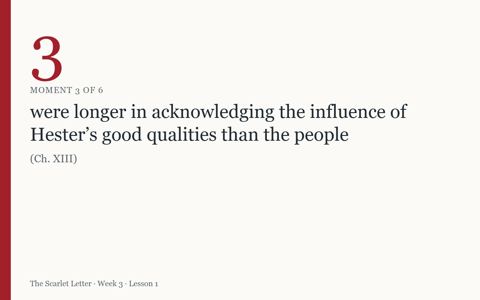 3
MOMENT 3 OF 6
were longer in acknowledging the influence of
Hester’s good qualities than the people
(Ch. XIII)
The Scarlet Letter · Week 3 · Lesson 1